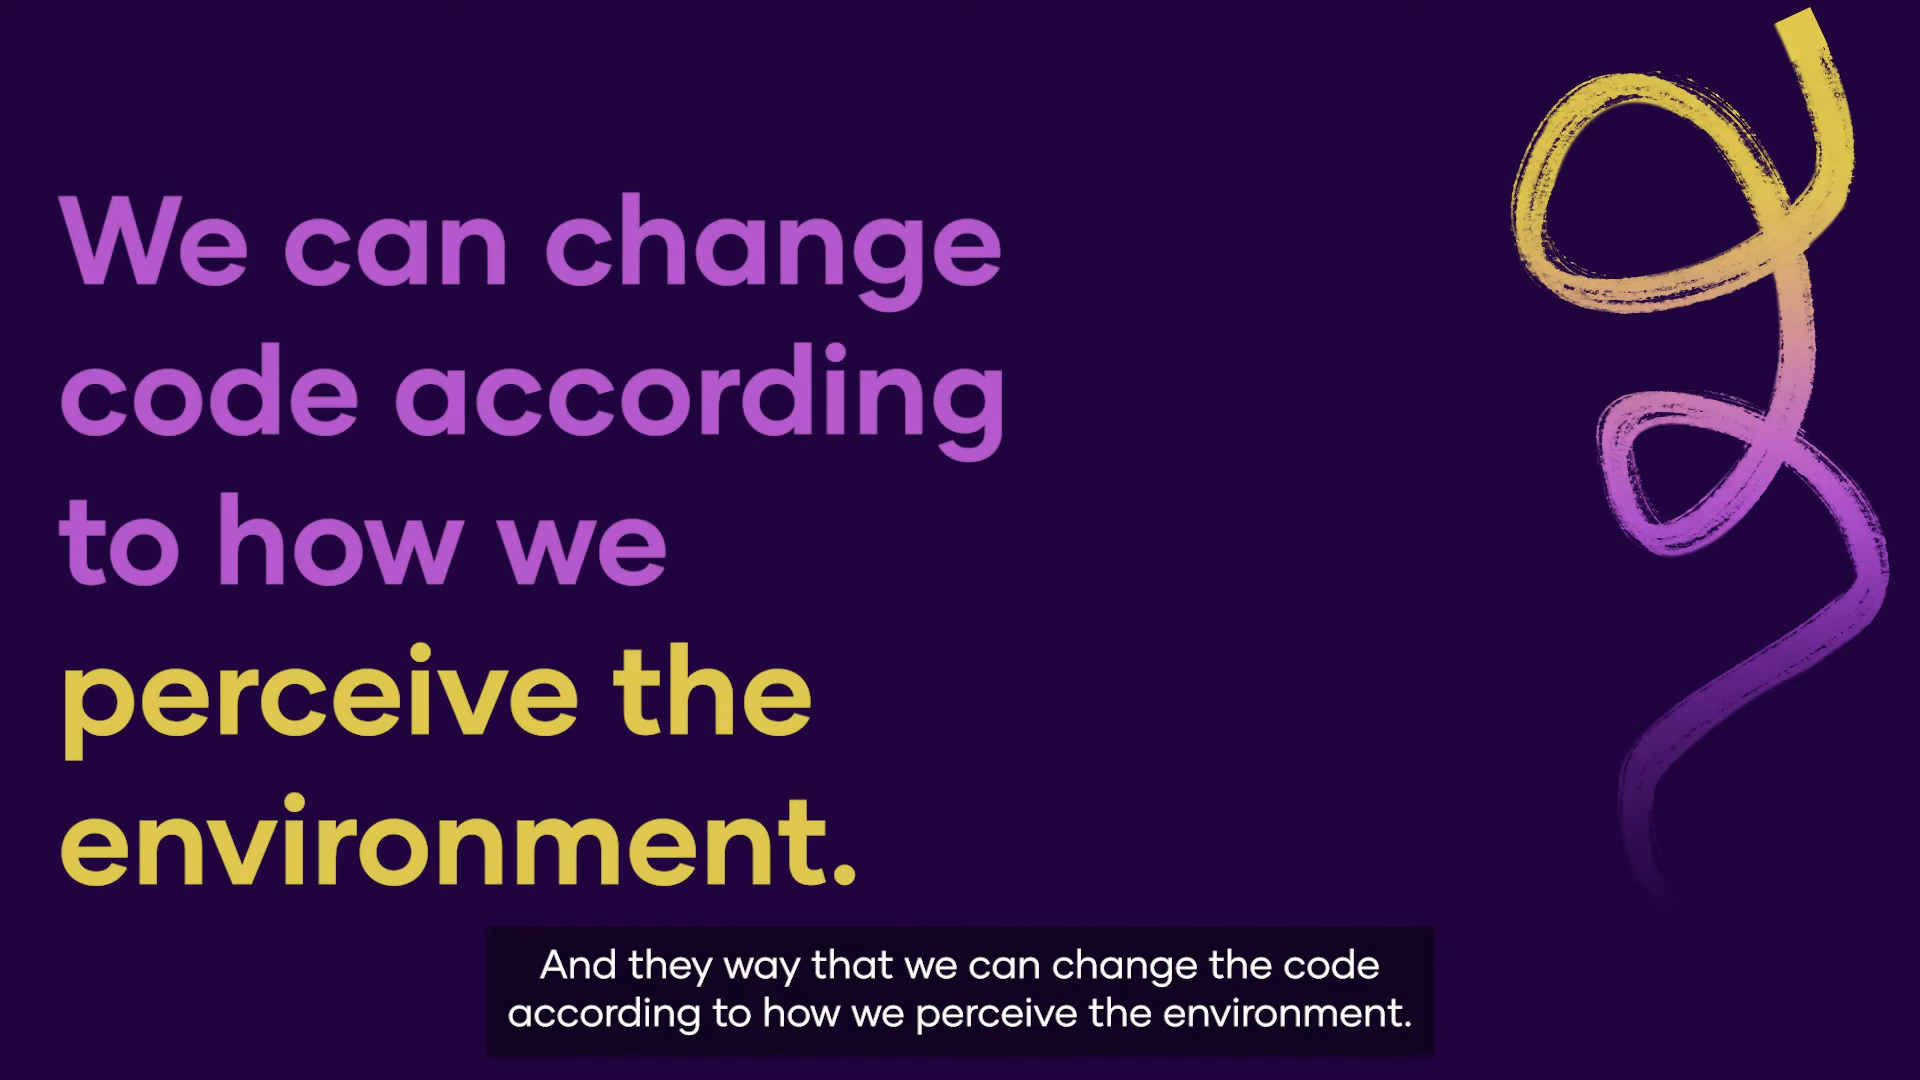 We can change
code according
to how we
perceive the
environment.
And they way that we can change the code
according to how we perceive the environment.